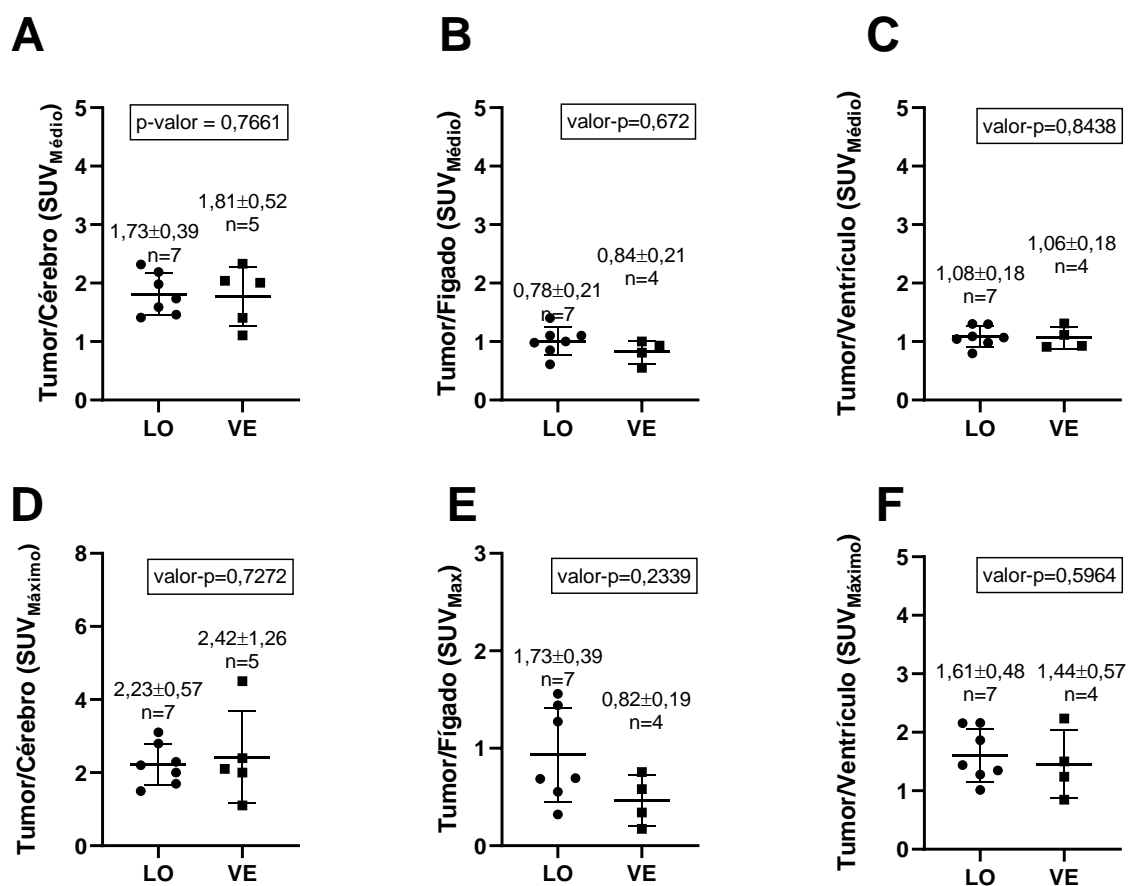 A
p-valor = 0,7661
Tumor/Cérebro (SUVMédio)
5
4
3
2
1
0
1,73±0,39
n=7
1,81±0,52
n=5
LO
VE
B
valor-p=0,672
Tumor/Fígado (SUVMédio)
5
4
3
2
1
0
0,78±0,21
n=7
0,84±0,21
n=4
LO
VE
C
valor-p=0,8438
Tumor/Ventrículo (SUVMédio)
5
4
3
2
1
0
1,08±0,18
n=7
1,06±0,18
n=4
LO
VE
D
valor-p=0,7272
Tumor/Cérebro (SUVMáximo)
8
6
4
2
0
2,23±0,57
n=7
2,42±1,26
n=5
LO
VE
E
valor-p=0,2339
Tumor/Fígado (SUVMax)
3
2
1
0
1,73±0,39
n=7
0,82±0,19
n=4
LO
VE
F
valor-p=0,5964
Tumor/Ventrículo (SUVMáximo)
5
4
3
2
1
0
1,61±0,48
n=7
1,44±0,57
n=4
LO
VE